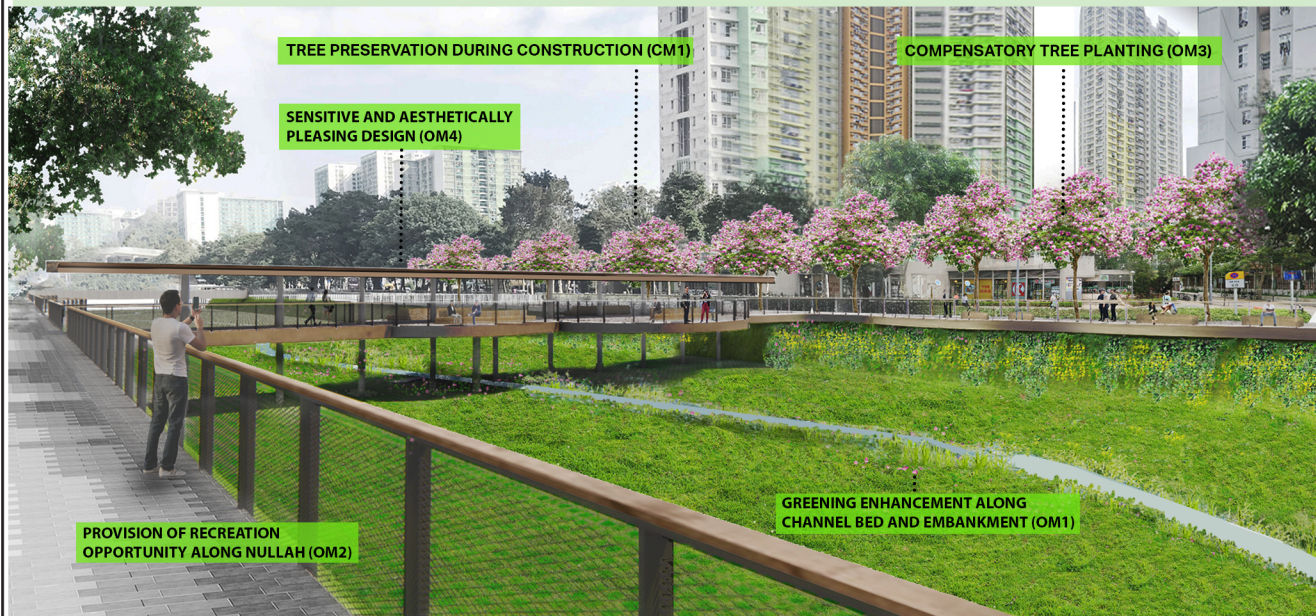 TREE PRESERVATION DURING CONSTRUCTION (CM1)
COMPENSATORY TREE PLANTING (OM3)
SENSITIVE AND AESTHETICALLY
PLEASING DESIGN (OM4)
GREENING ENHANCEMENT ALONG
CHANNEL BED AND EMBANKMENT (OM1)
PROVISION OF RECREATION
OPPORTUNITY ALONG NULLAH (OM2)